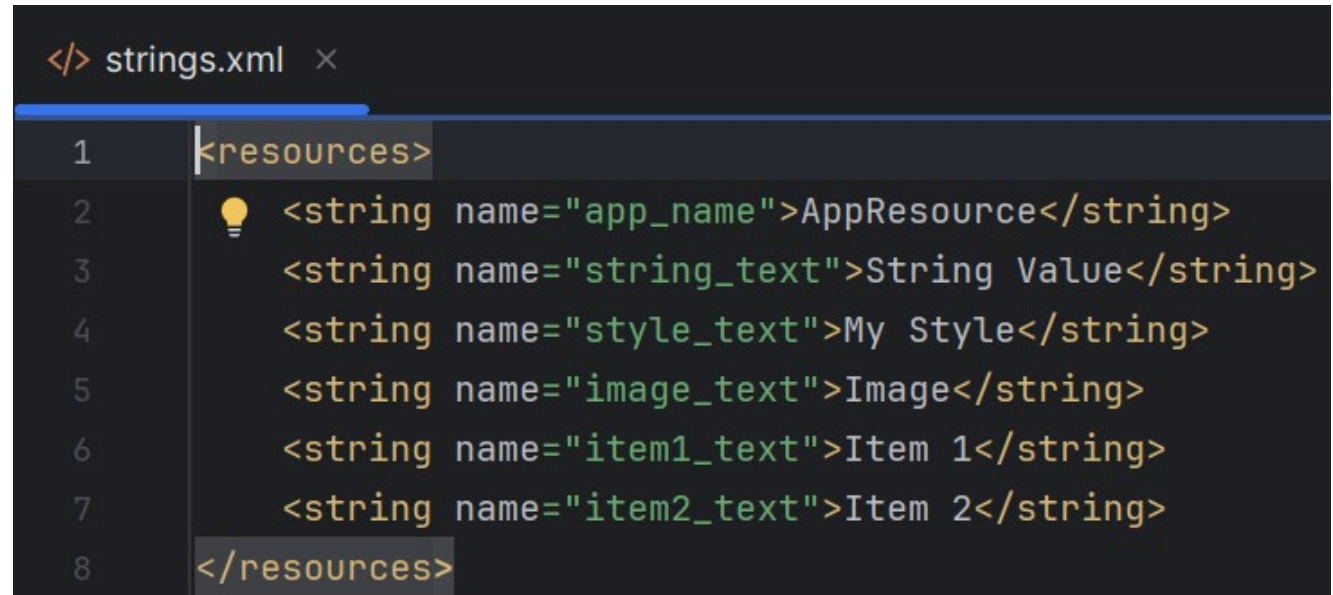 </> strings.xml ×
1 <resources>
2 <string name="app_name">AppResource</string>
3 <string name="string_text">String Value</string>
4 <string name="style_text">My Style</string>
5 <string name="image_text">Image</string>
6 <string name="item1_text">Item 1</string>
7 <string name="item2_text">Item 2</string>
8 </resources>